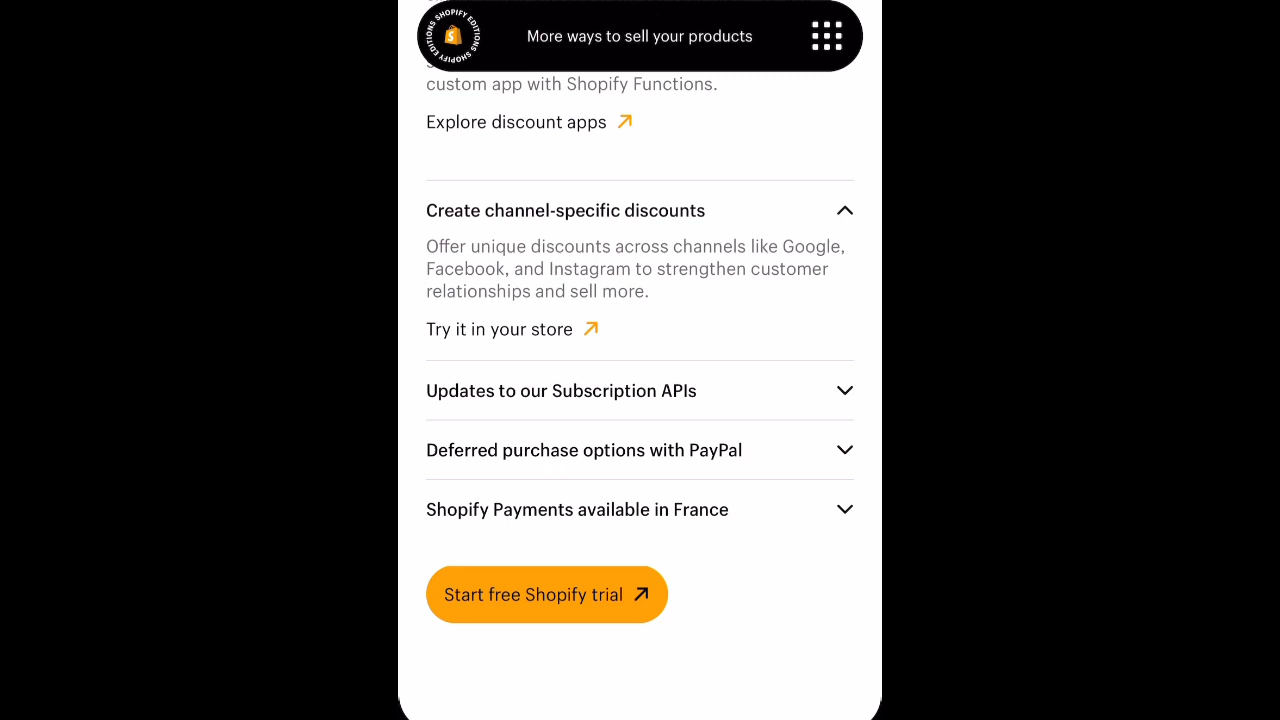 SHOPIFY EDITIONS SHOPIFY EDITIONS
More ways to sell your products
custom app with Shopify Functions.
Explore discount apps
Create channel-specific discounts
Offer unique discounts across channels like Google,
Facebook, and Instagram to strengthen customer
relationships and sell more.
Try it in your store
Updates to our Subscription APIs
Deferred purchase options with PayPal
Shopify Payments available in France
Start free Shopify trial